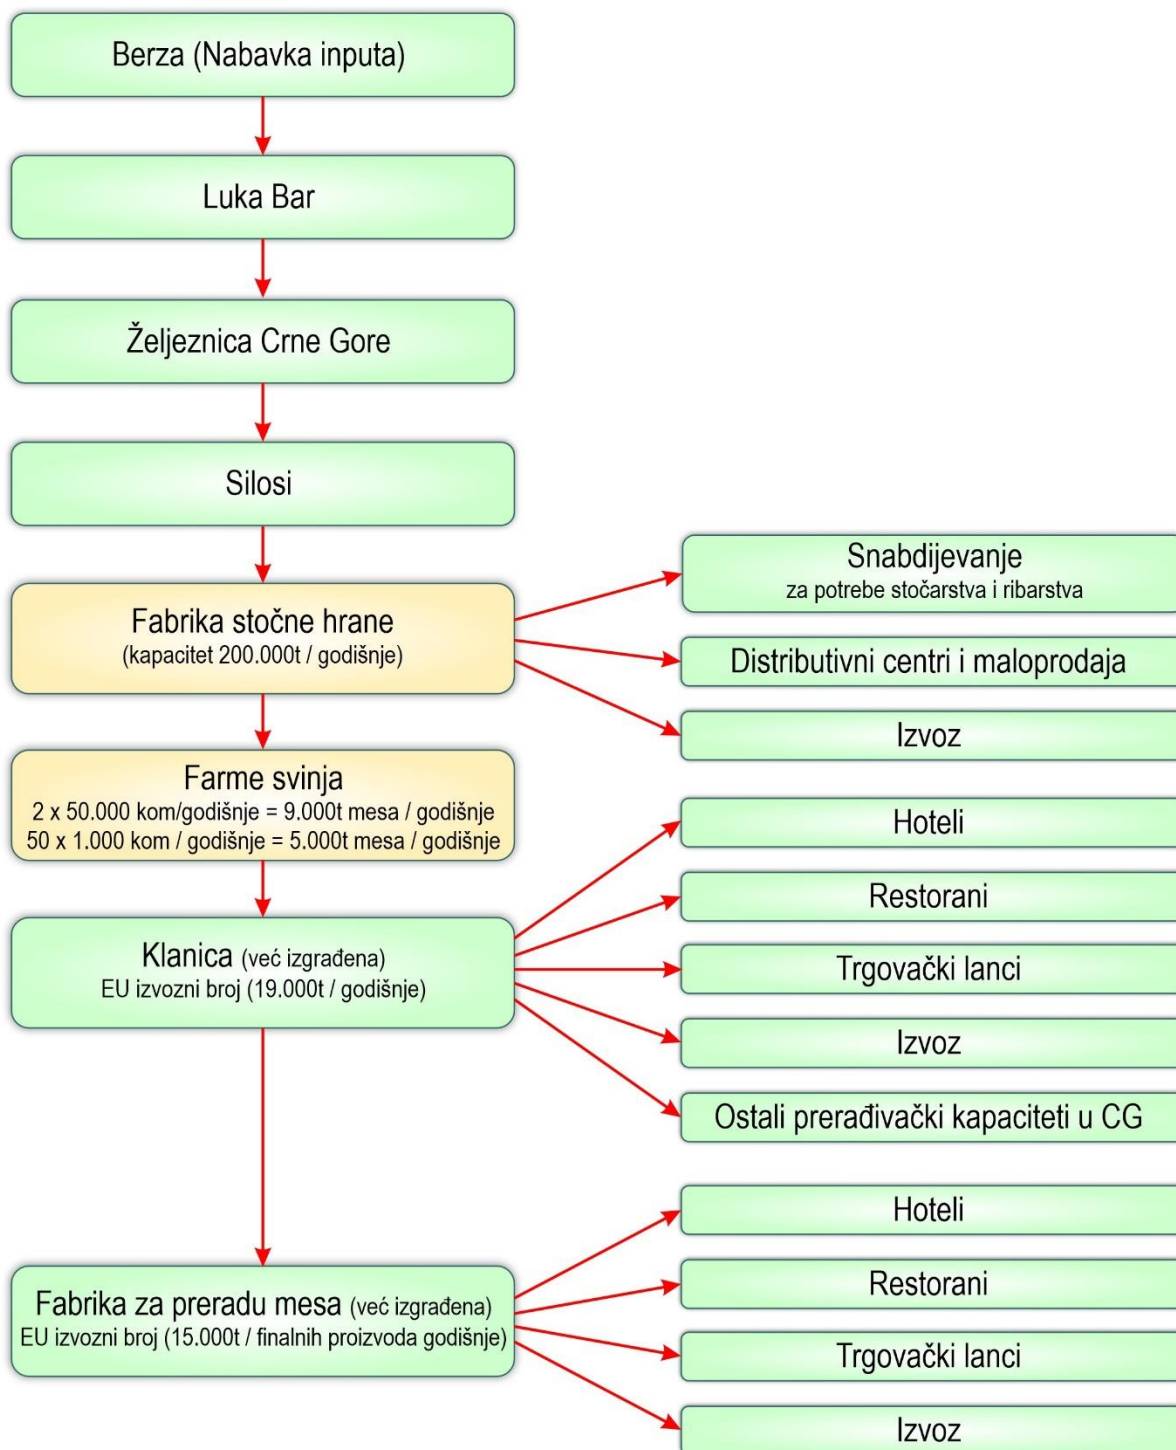 Berza (Nabavka inputa)
Luka Bar
Željeznica Crne Gore
Silosi
Fabrika stočne hrane
(kapacitet 200.000t / godišnje)
Snabdijevanje
za potrebe stočarstva i ribarstva
Distributivni centri i maloprodaja
Izvoz
Farme svinja
2 x 50.000 kom/godišnje = 9.000t mesa / godišnje
50 x 1.000 kom / godišnje = 5.000t mesa / godišnje
Klanica (već izgrađena)
EU izvozni broj (19.000t / godišnje)
Hoteli
Restorani
Trgovački lanci
Izvoz
Ostali prerađivački kapaciteti u CG
Fabrika za preradu mesa (već izgrađena)
EU izvozni broj (15.000t / finalnih proizvoda godišnje)
Hoteli
Restorani
Trgovački lanci
Izvoz